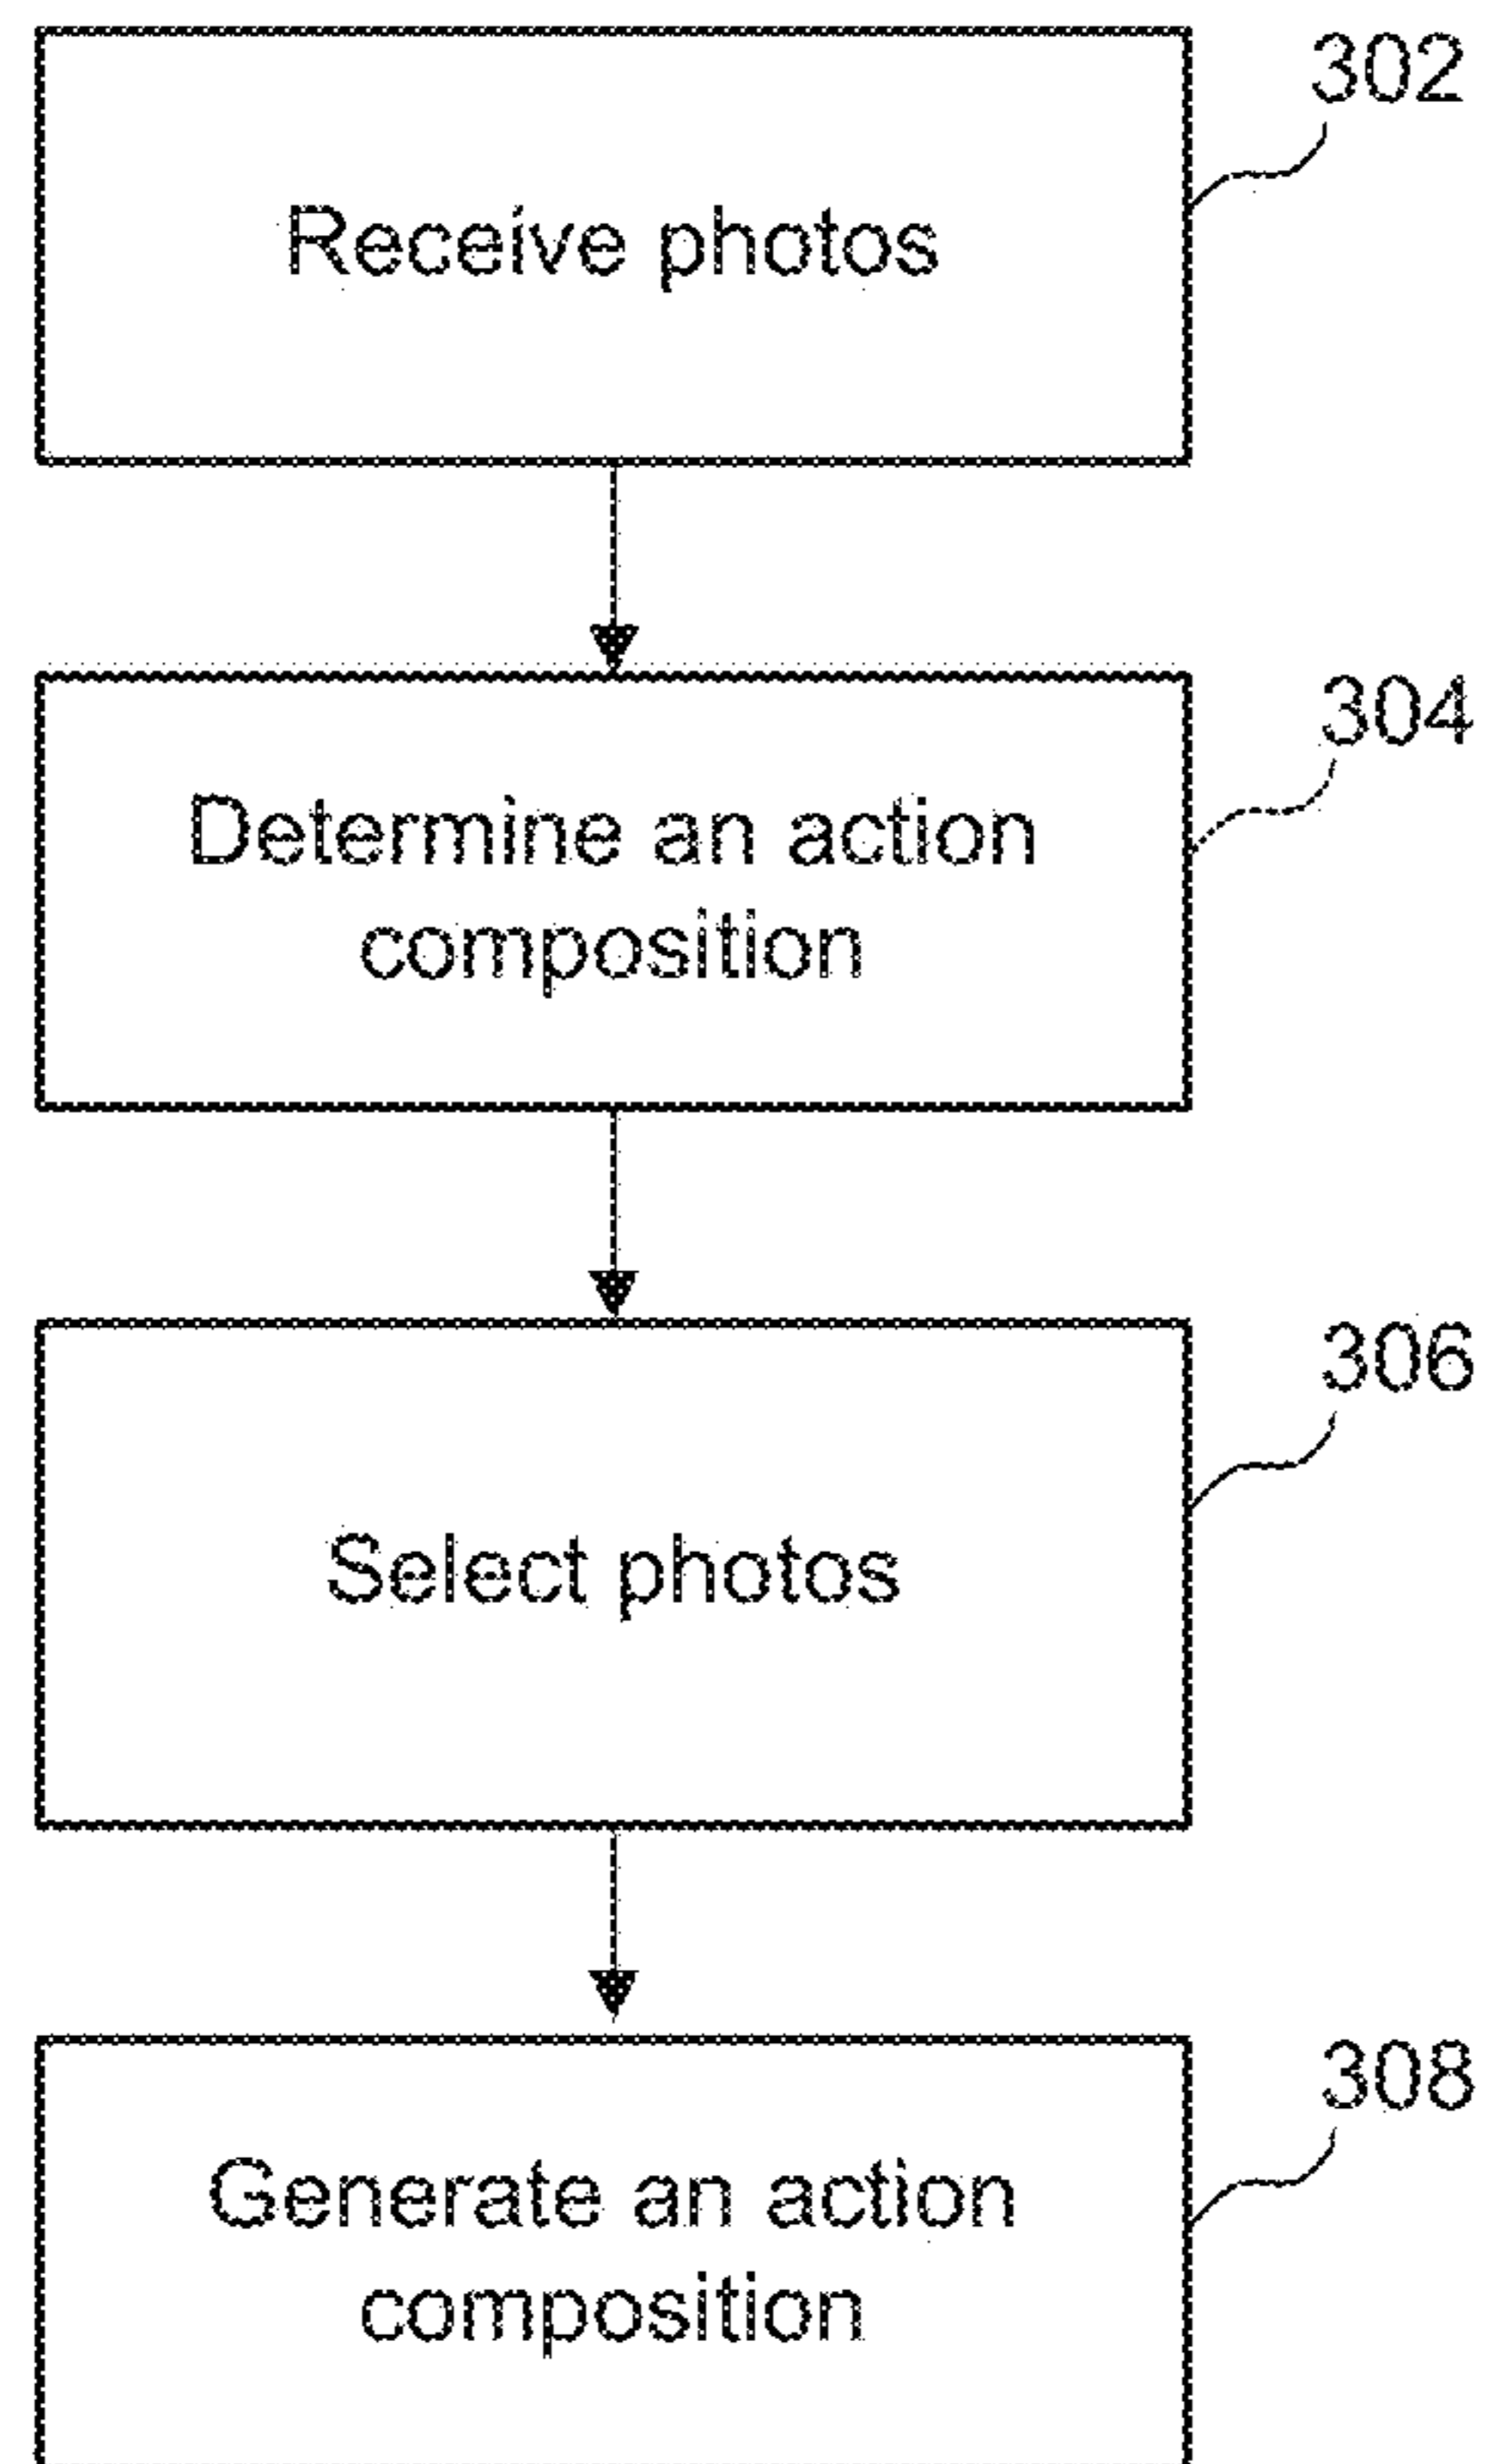 302
Receive photos
304
Determine an action
composition
306
Select photos
308
Generate an action
composition